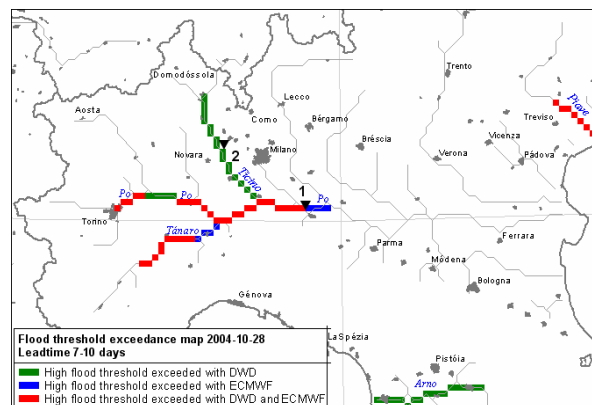 Trento
Domodóssola
Piave
Aosta
Lecco
Como
Bérgamo
Treviso
Bréscia
Vicenza
Novara
2
Milano
Verona
Pádova
Ticino
1
Po
Po
Po
Torino
Tánaro
Parma
Ferrara
Módena
Bologna
Génova
Flood threshold exceedance map 2004-10-28
Leadtime 7-10 days
LaSpézia
Pistóia
High flood threshold exceeded with DWD
High flood threshold exceeded with ECMWF
High flood threshold exceeded with DWD and ECMWF
Arno